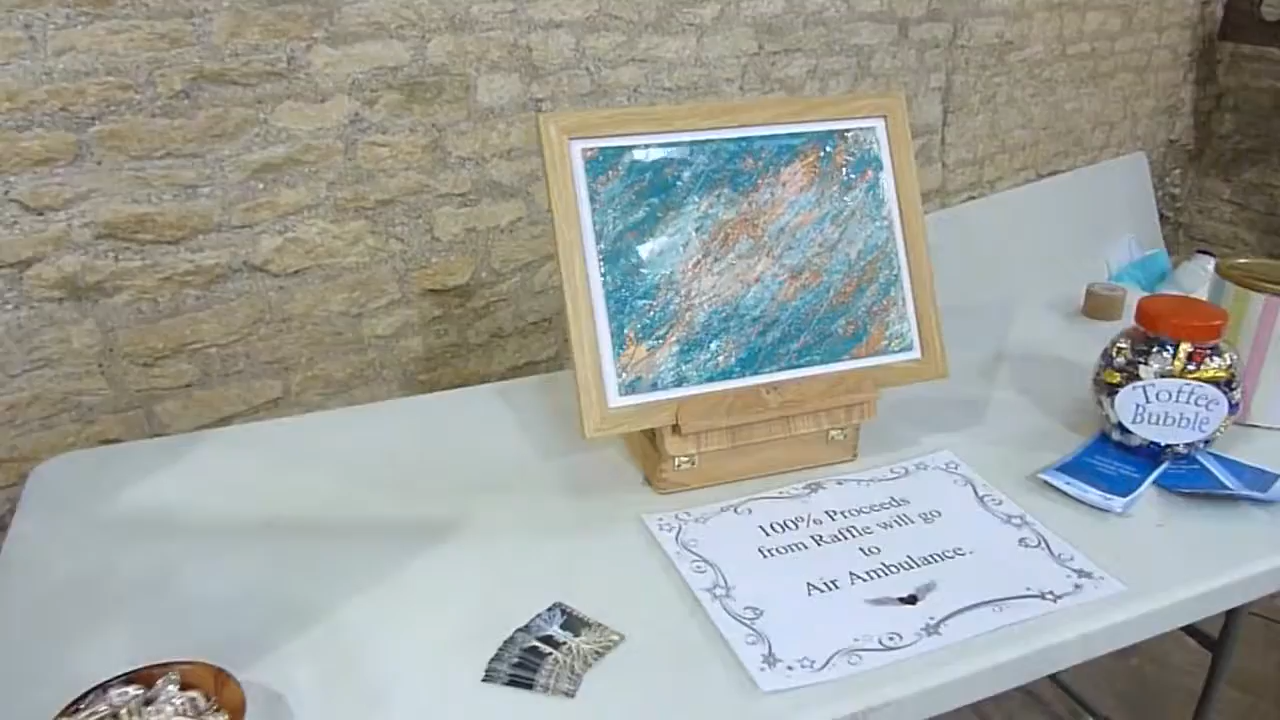 100% Proceeds
from Raffle will go
to
Air Ambulance.
Toffee
Bubble